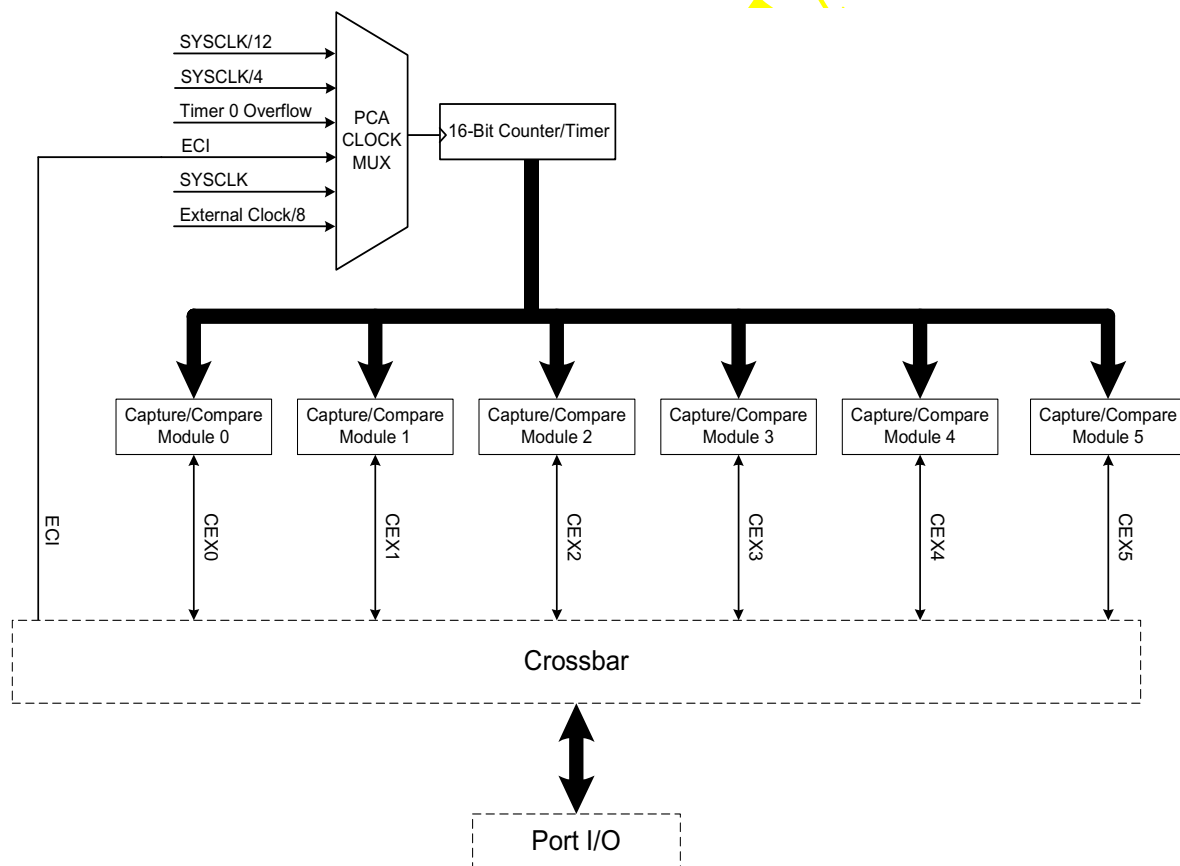 SYSCLK/12
SYSCLK/4
Timer 0 Overflow
ECI
SYSCLK
External Clock/8
PCA
CLOCK
MUX
16-Bit Counter/Timer
Capture/Compare
Module 0
Capture/Compare
Module 1
Capture/Compare
Module 2
Capture/Compare
Module 3
Capture/Compare
Module 4
Capture/Compare
Module 5
ECI
CEX0
CEX1
CEX2
CEX3
CEX4
CEX5
Crossbar
Port I/O